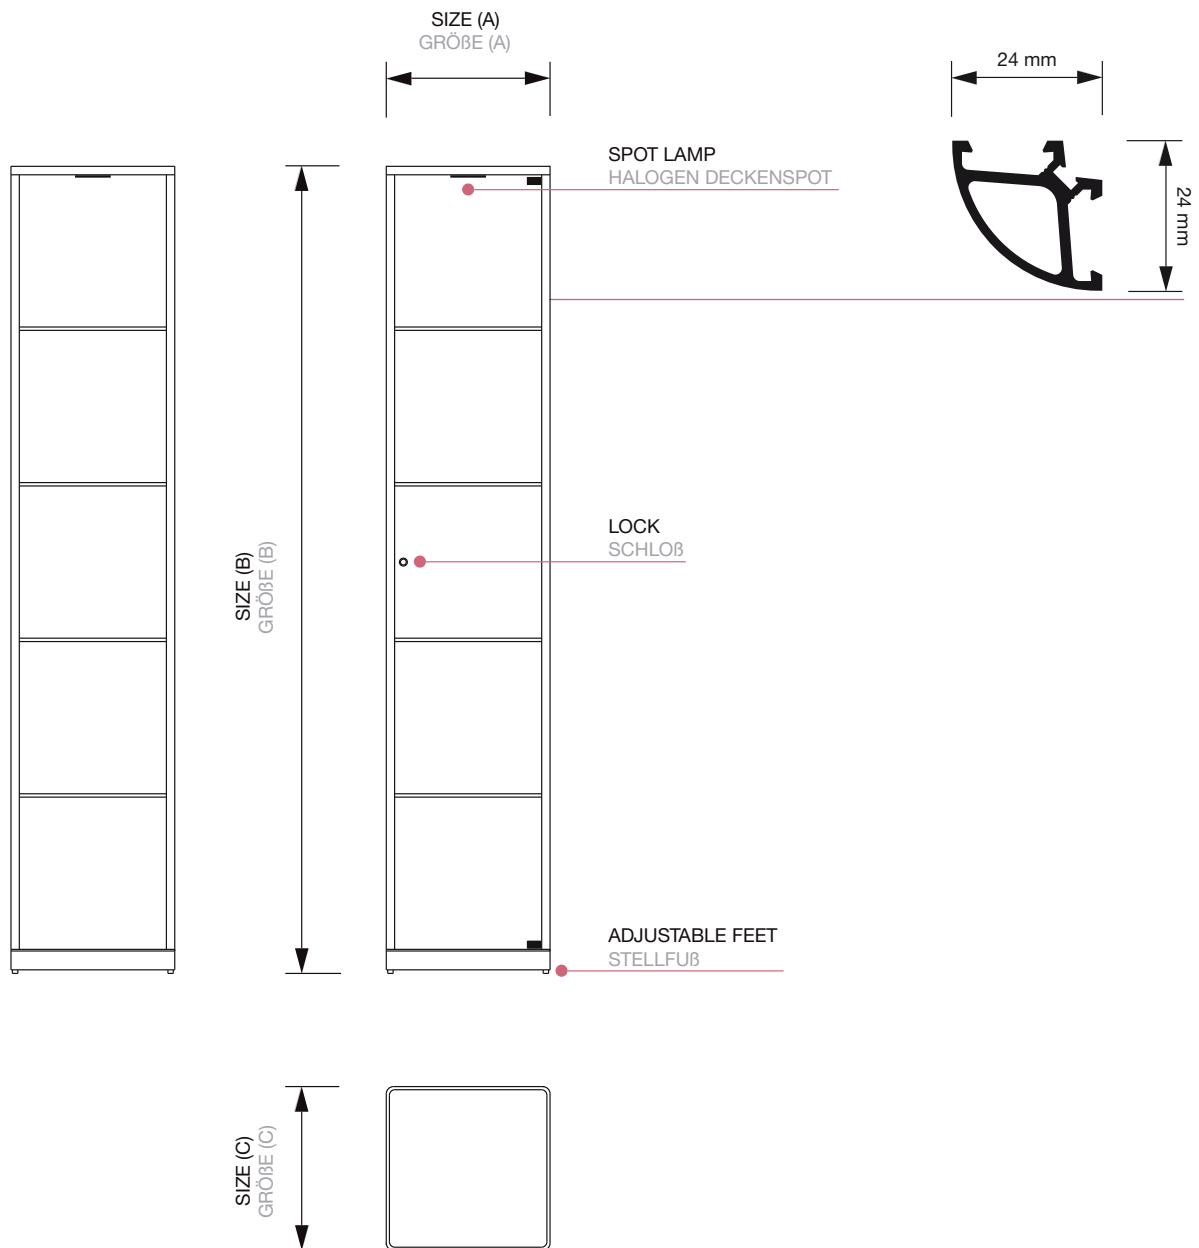 SIZE (A)
GRÖßE (A)
24 mm
SPOT LAMP
HALOGEN DECKENSPOT
24 mm
LOCK
SCHLOß
SIZE (B)
GRÖßE (B)
ADJUSTABLE FEET
STELLFUß
SIZE (C)
GRÖßE (C)